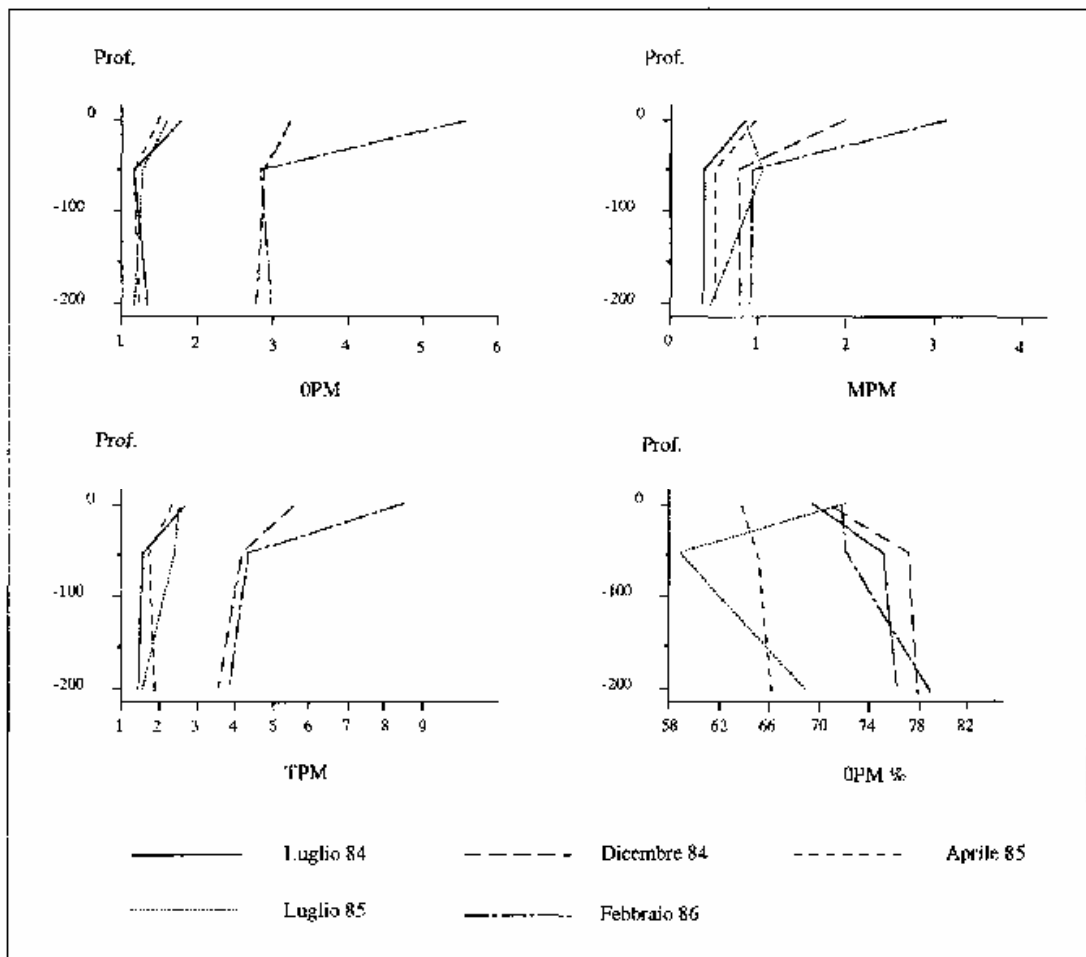 Prof.
0
-100
-200
1 2 3 4 5 6
0PM
Prof.
0
-100
-200
0 1 2 3 4
MPM
Prof.
0
-100
-200
1 2 3 4 5 6 7 8 9
TPM
Prof.
0
-100
-200
58 62 66 70 74 78 82
0PM %
Luglio 84
Dicembre 84
Aprile 85
Luglio 85
Febbraio 86